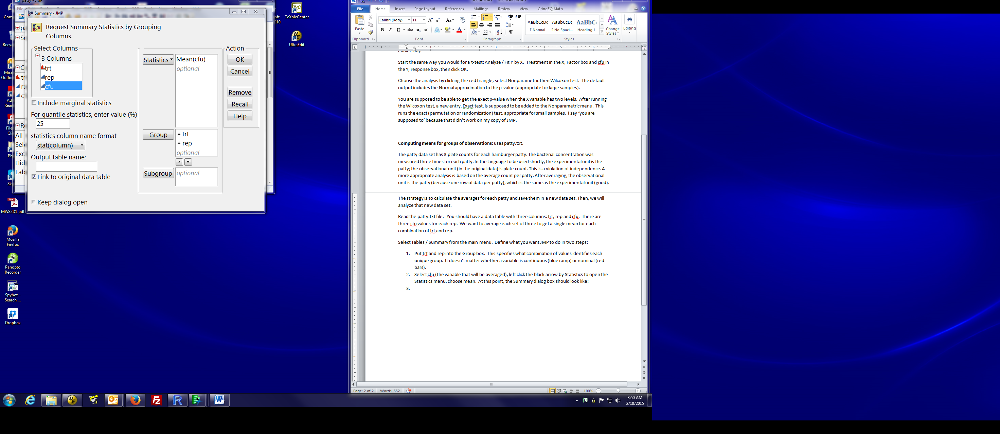 patty - JMP
Summary - JMP
Request Summary Statistics by Grouping
Columns.
Select Columns
3 Columns
trt
rep
cfu
Include marginal statistics
For quantile statistics, enter value (%)
25
statistics column name format
stat(column)
Output table name:
Link to original data table
Keep dialog open
Statistics
Mean(cfu)
optional
Group
trt
rep
optional
Subgroup
optional
Action
OK
Cancel
Remove
Recall
Help
TeXnicCenter
UltraEdit
MW82D1.pdf
Mozilla
Firefox
Panopto
Recorder
Spybot -
Search ...
Dropbox
Document1 - Microsoft Word
File Home Insert Page Layout References Mailings Review View GrindEQ Math
Paste
Clipboard
Calibri (Body) 11
Font
Paragraph
AaBbCcDc AaBbCcDc AaBbC
¶ Normal ¶ No Spaci... Heading 1
Change
Styles
Styles
Editing
earlier lab).
Start the same way you would for a t-test: Analyze / Fit Y by X. Treatment in the X, Factor box and cfu in
the Y, response box, then click OK.
Choose the analysis by clicking the red triangle, select Nonparametric then Wilcoxon test. The default
output includes the Normal approximation to the p-value (appropriate for large samples).
You are supposed to be able to get the exact p-value when the X variable has two levels. After running
the Wilcoxon test, a new entry, Exact test, is supposed to be added to the Nonparametric menu. This
runs the exact (permutation or randomization) test, appropriate for small samples. I say ‘you are
supposed to’ because that didn’t work on my copy of JMP.
Computing means for groups of observations: uses patty.txt.
The patty data set has 3 plate counts for each hamburger patty. The bacterial concentration was
measured three times for each patty. In the language to be used shortly, the experimental unit is the
patty; the observational unit (in the original data) is plate count. This is a violation of independence. A
more appropriate analysis is based on the average count per patty. After averaging, the observational
unit is the patty (because one row of data per patty), which is the same as the experimental unit (good).
The strategy is to calculate the averages for each patty and save them in a new data set. Then, we will
analyze that new data set.
Read the patty.txt file. You should have a data table with three columns: trt, rep and cfu. There are
three cfu values for each rep. We want to average each set of three to get a single mean for each
combination of trt and rep.
Select Tables / Summary from the main menu. Define what you want JMP to do in two steps:
1. Put trt and rep into the Group box. This specifies what combination of values identifies each
unique group. It doesn’t matter whether a variable is continuous (blue ramp) or nominal (red
bars).
2. Select cfu (the variable that will be averaged), left click the black arrow by Statistics to open the
Statistics menu, choose mean. At this point, the Summary dialog box should look like:
3.
Page: 2 of 2 Words: 552 100%
8:50 AM
2/10/2015